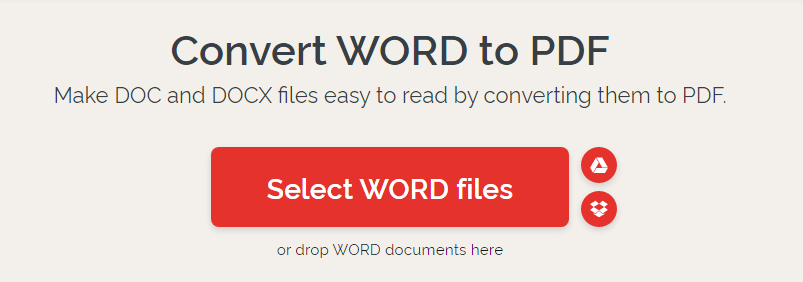 Convert WORD to PDF
Make DOC and DOCX files easy to read by converting them to PDF.
Select WORD files
or drop WORD documents here